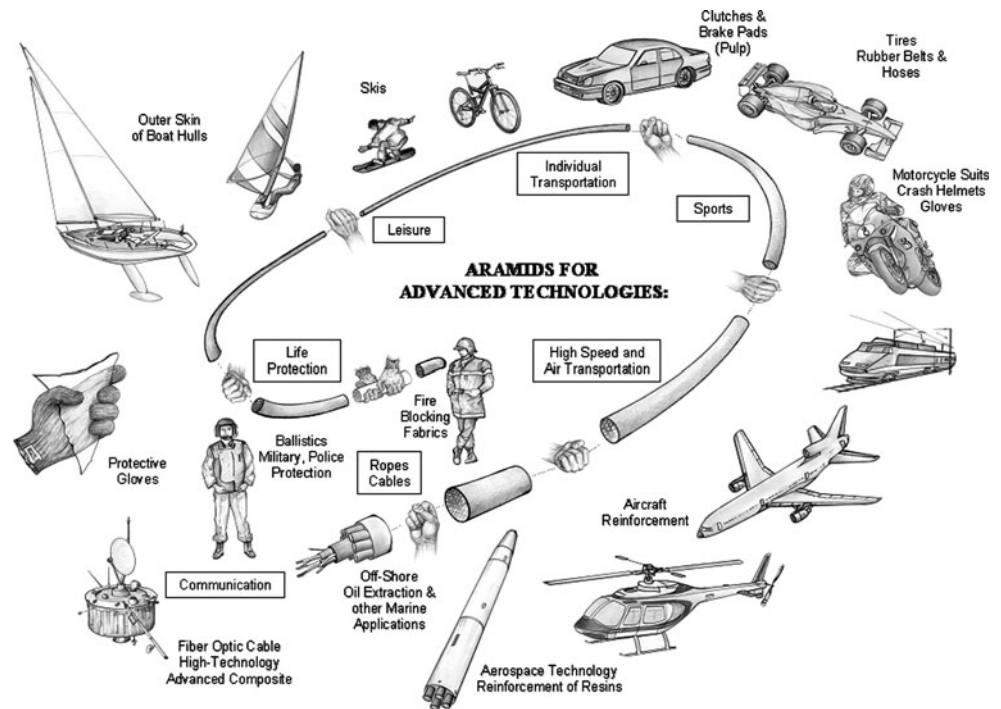 Clutches &
Brake Pads
(Pulp)
Tires
Rubber Belts &
Hoses
Outer Skin
of Boat Hulls
Skis
Individual
Transportation
Motorcycle Suits
Crash Helmets
Gloves
Leisure
Sports
ARAMIDS FOR
ADVANCED TECHNOLOGIES:
Life
Protection
High Speed and
Air Transportation
Fire
Blocking
Fabrics
Protective
Gloves
Ballistics
Military, Police
Protection
Ropes
Cables
Aircraft
Reinforcement
Communication
Off-Shore
Oil Extraction &
other Marine
Applications
Fiber Optic Cable
High-Technology
Advanced Composite
Aerospace Technology
Reinforcement of Resins